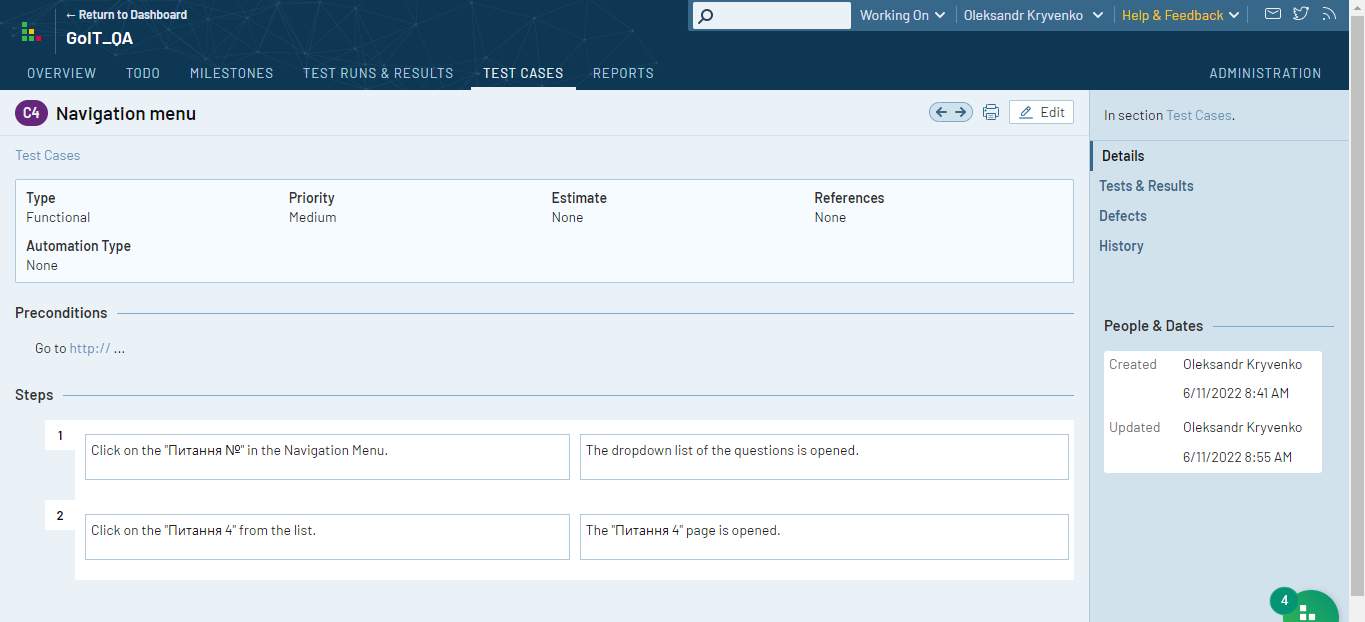 ← Return to Dashboard
GoIT_QA
Working On
Oleksandr Kryvenko
Help & Feedback
OVERVIEW TODO MILESTONES TEST RUNS & RESULTS TEST CASES REPORTS ADMINISTRATION
C4 Navigation menu
Edit
In section Test Cases.
Test Cases
Type Priority Estimate References
Functional Medium None None
Automation Type
None
Preconditions
Go to http:// ...
Steps
1 Click on the "Питання №" in the Navigation Menu. The dropdown list of the questions is opened.
2 Click on the "Питання 4" from the list. The "Питання 4" page is opened.
Details
Tests & Results
Defects
History
People & Dates
Created Oleksandr Kryvenko
6/11/2022 8:41 AM
Updated Oleksandr Kryvenko
6/11/2022 8:55 AM
4